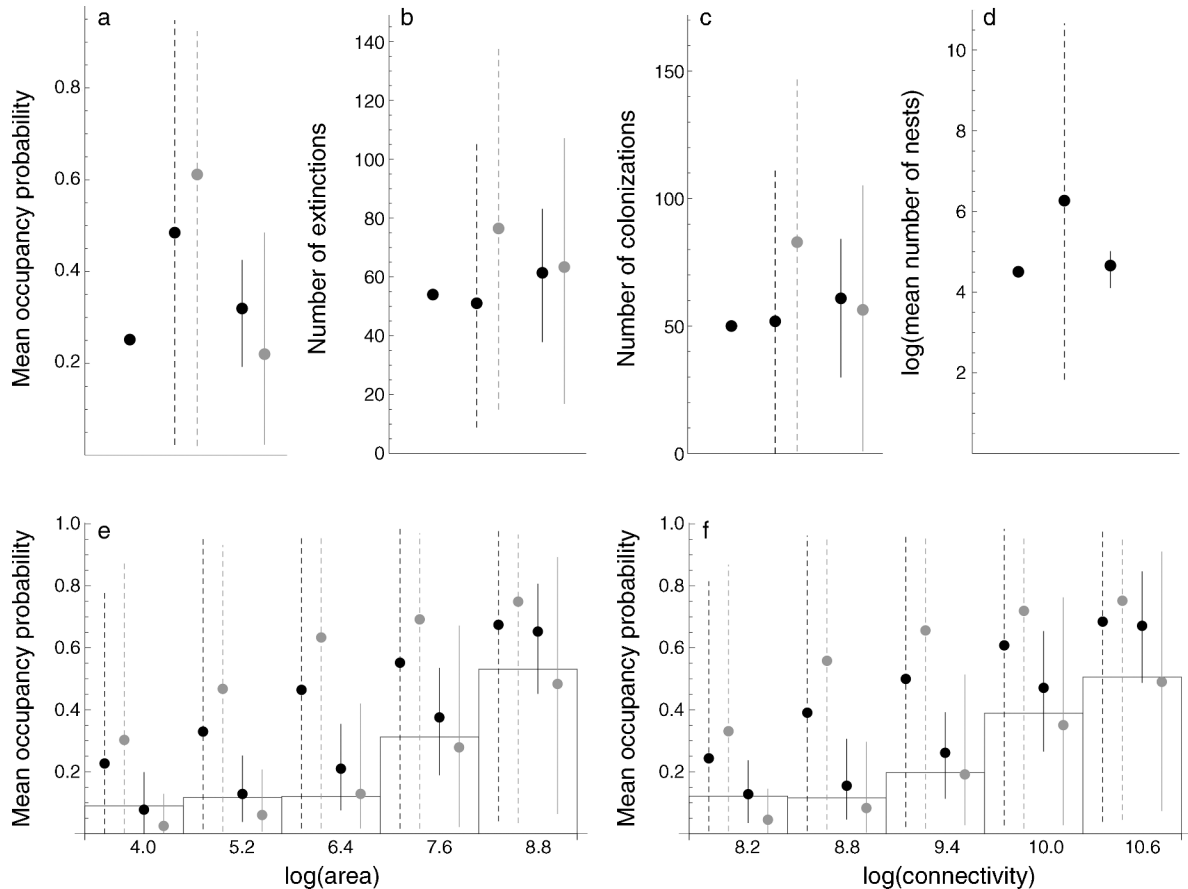 a
Mean occupancy probability
0.8
0.6
0.4
0.2
b
Number of extinctions
140
120
100
80
60
40
20
0
c
Number of colonizations
150
100
50
0
d
log(mean number of nests)
10
8
6
4
2
e
Mean occupancy probability
1.0
0.8
0.6
0.4
0.2
4.0 5.2 6.4 7.6 8.8
log(area)
f
Mean occupancy probability
1.0
0.8
0.6
0.4
0.2
8.2 8.8 9.4 10.0 10.6
log(connectivity)